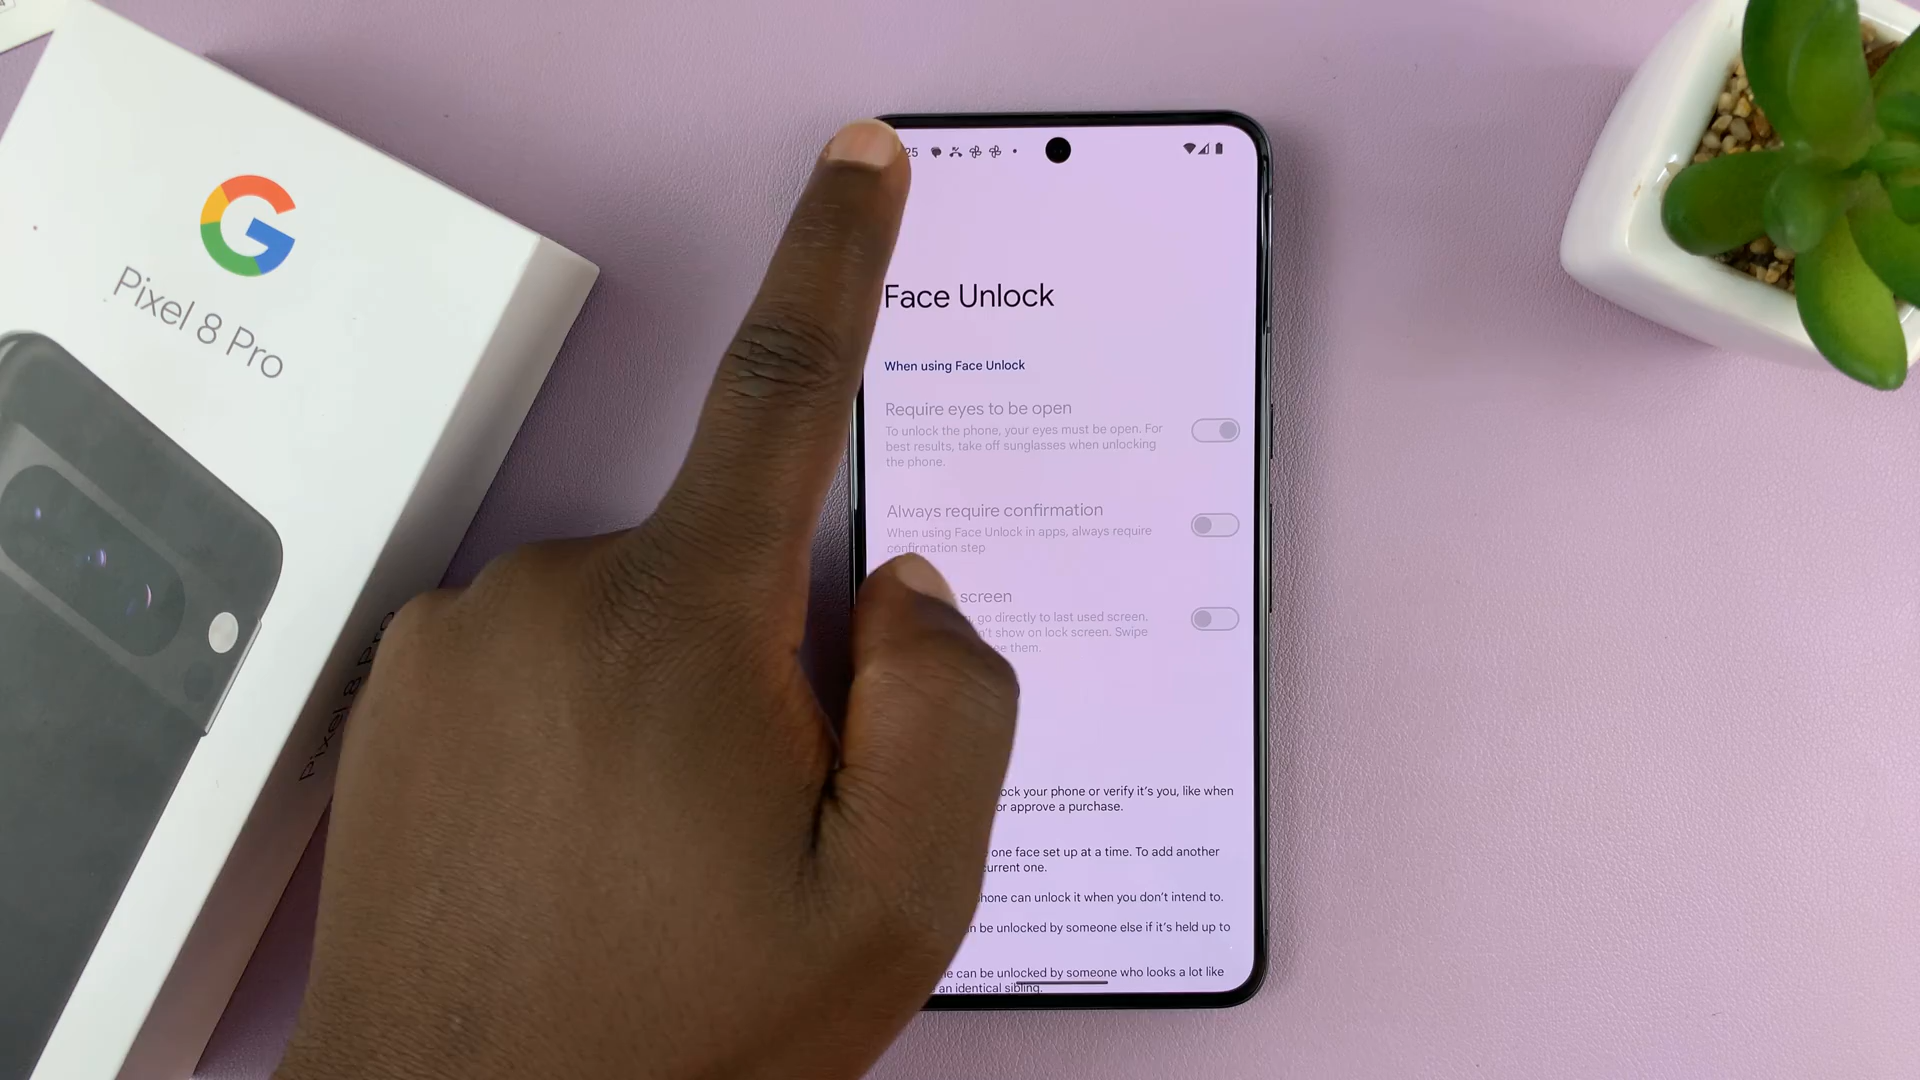 Pixel 8 Pro
Pixel 8 Pro
25
Face Unlock
When using Face Unlock
Require eyes to be open
To unlock the phone, your eyes must be open. For
best results, take off sunglasses when unlocking
the phone.
Always require confirmation
When using Face Unlock in apps, always require
confirmation step
screen
go directly to last used screen.
n't show on lock screen. Swipe
see them.
ock your phone or verify it's you, like when
or approve a purchase.
one face set up at a time. To add another
current one.
phone can unlock it when you don't intend to.
n be unlocked by someone else if it's held up to
e can be unlocked by someone who looks a lot like
an identical sibling.